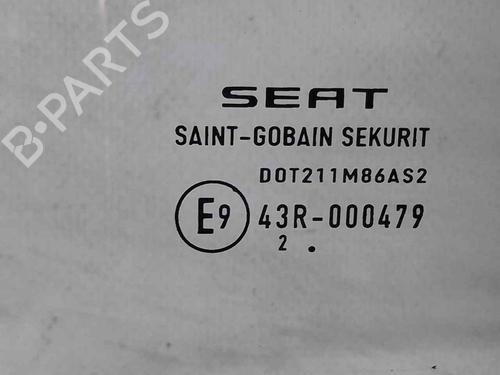 B-PARTS
SEAT
SAINT-GOBAIN SEKURIT
DOT211M86AS2
E9 43R-000479
2 .